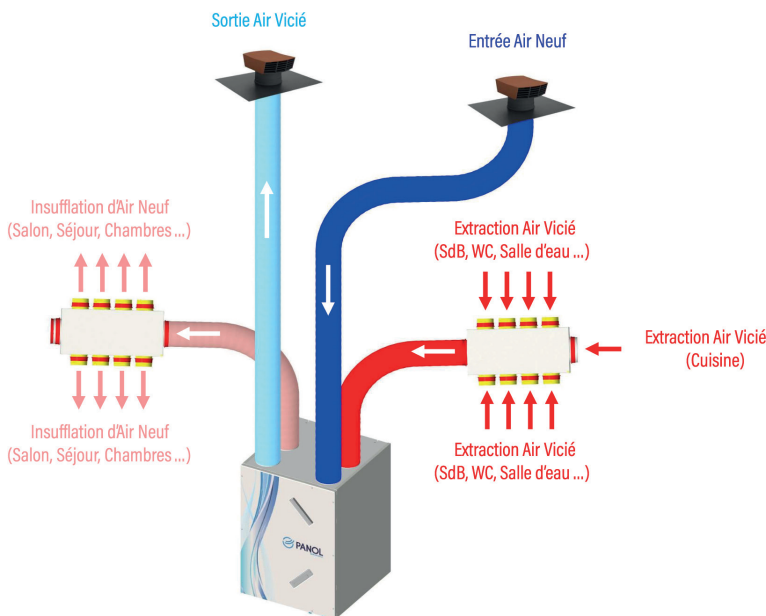 Sortie Air Vicié
Entrée Air Neuf
Insufflation d'Air Neuf
(Salon, Séjour, Chambres ...)
Extraction Air Vicié
(SdB, WC, Salle d'eau ...)
Extraction Air Vicié
(Cuisine)
Insufflation d'Air Neuf
(Salon, Séjour, Chambres ...)
Extraction Air Vicié
(SdB, WC, Salle d'eau ...)
PANOL